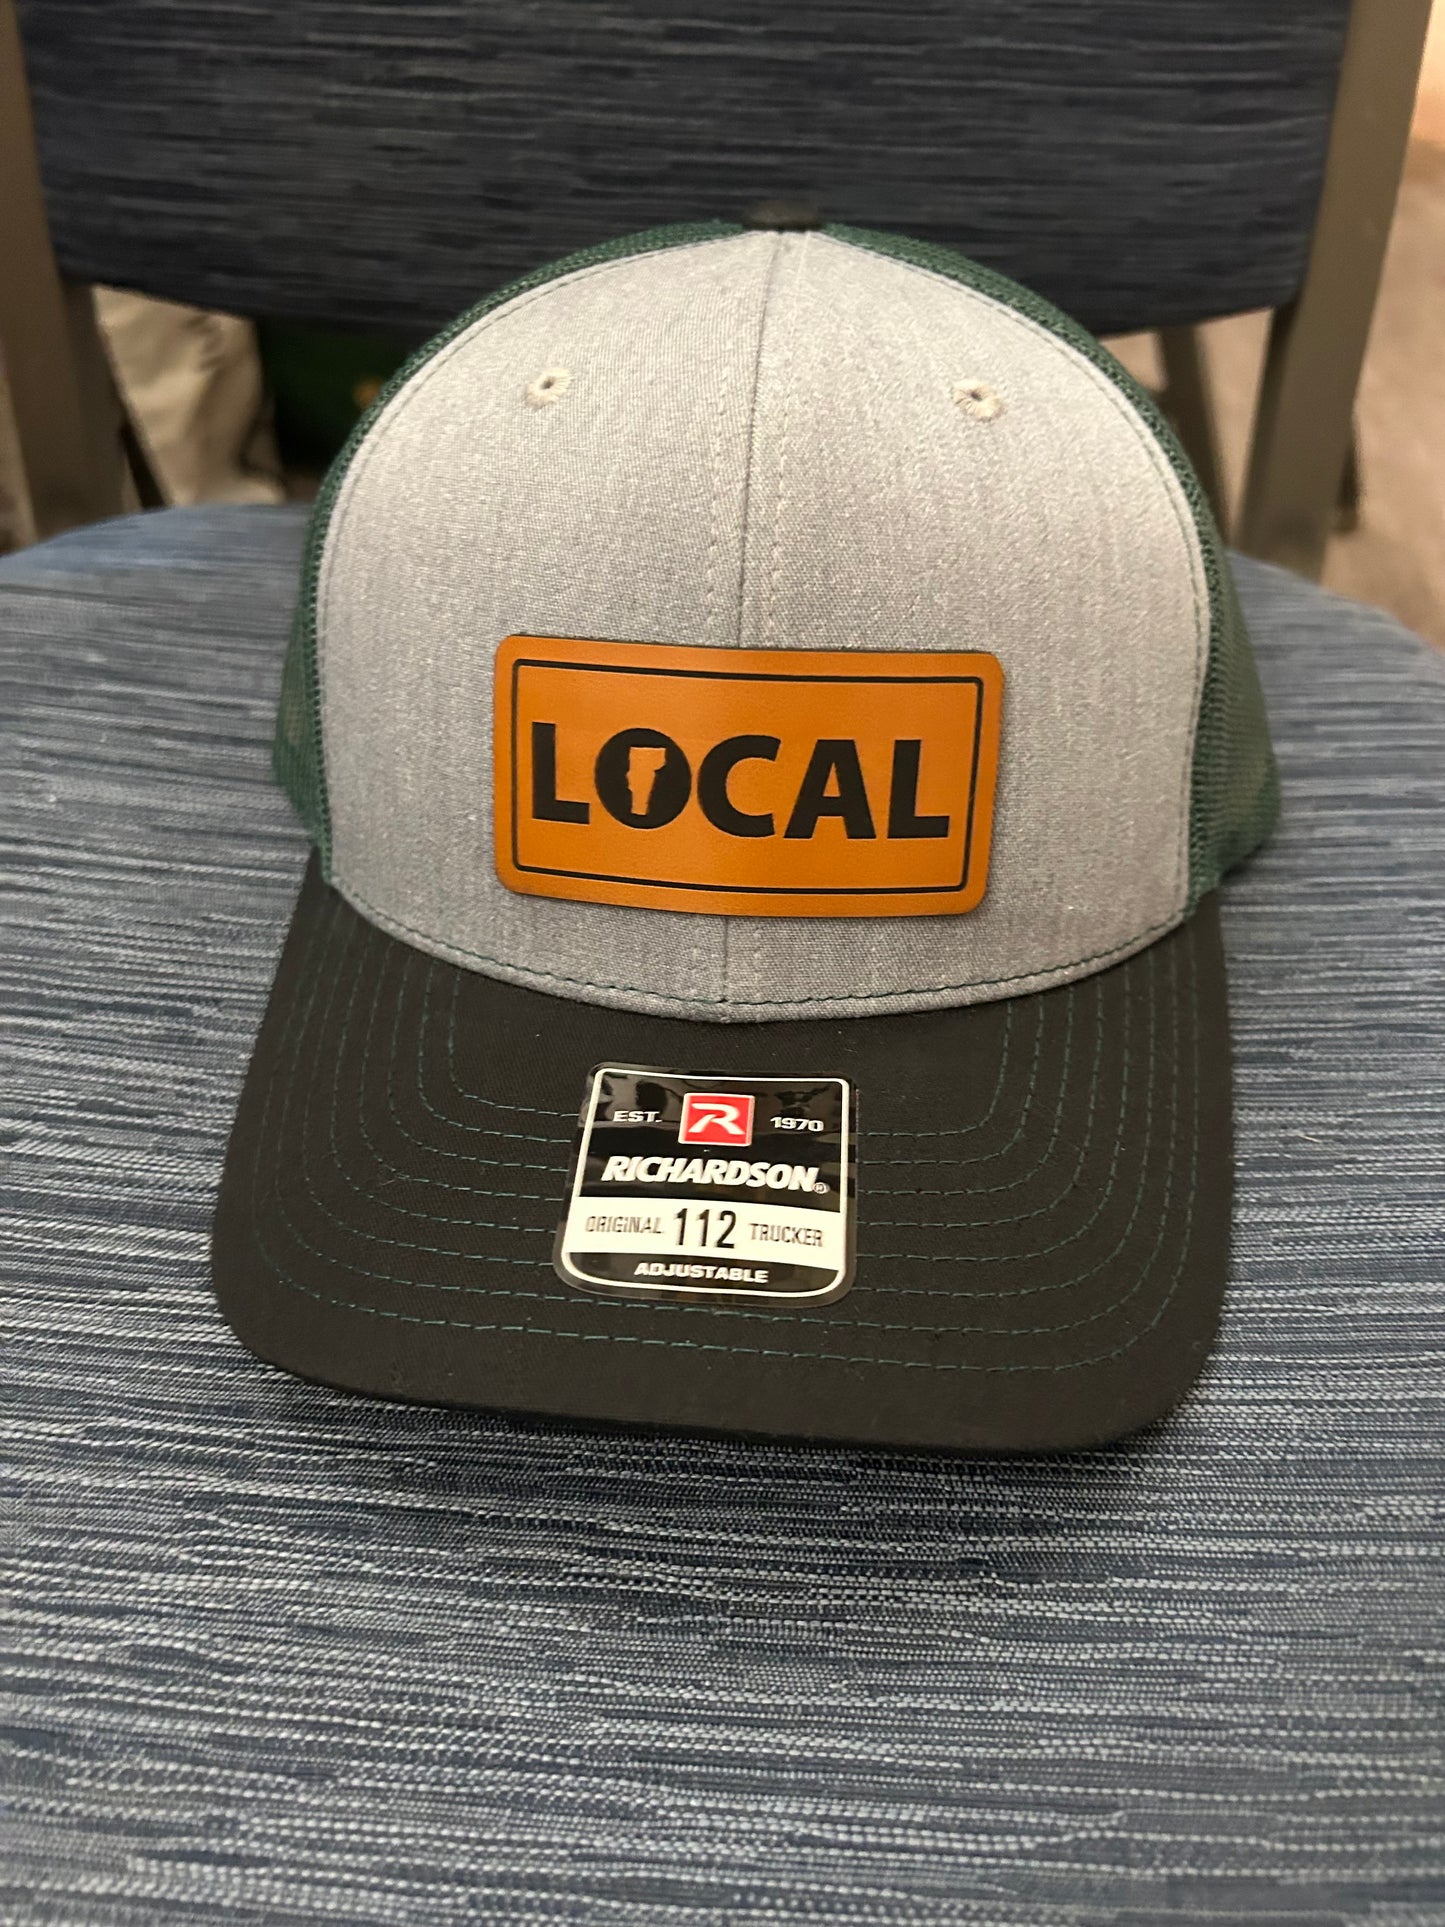 LOCAL
EST. R 1970
RICHARDSON®
ORIGINAL 112 TRUCKER
ADJUSTABLE